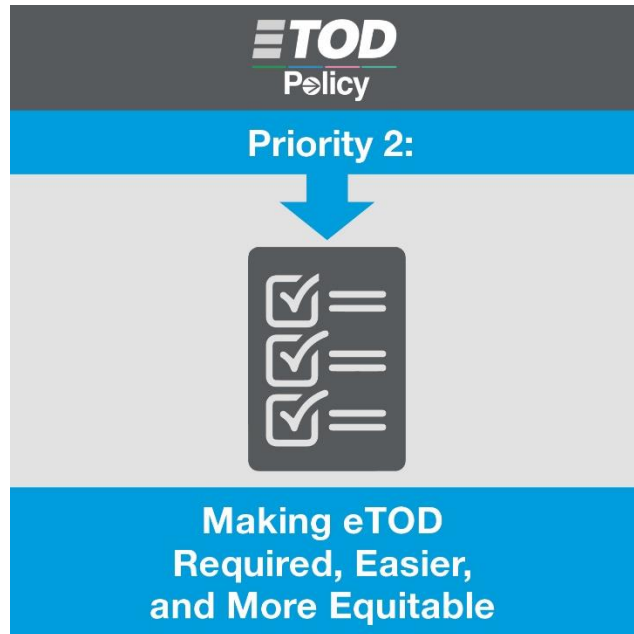 ETOD
Policy
Priority 2:
Making eTOD
Required, Easier,
and More Equitable